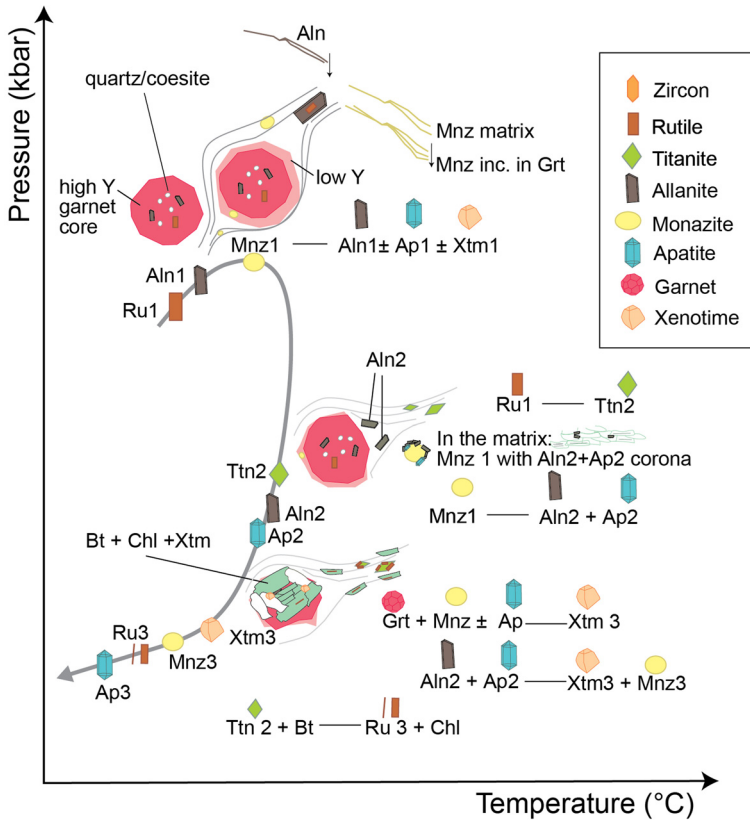 Pressure (kbar)
Aln
quartz/coesite
Mnz matrix
Mnz inc. in Grt
low Y
high Y
garnet
core
Mnz1 Aln1± Ap1 ± Xtm1
Aln1
Ru1
Zircon
Rutile
Titanite
Allanite
Monazite
Apatite
Garnet
Xenotime
Aln2
Ru1 Ttn2
In the matrix:
Mnz 1 with Aln2+Ap2 corona
Ttn2
Mnz1 Aln2 + Ap2
Aln2
Ap2
Bt + Chl +Xtm
Grt + Mnz ± Ap Xtm 3
Ru3
Xtm3
Mnz3
Ap3
Aln2 + Ap2 Xtm3 + Mnz3
Ttn 2 + Bt Ru 3 + Chl
Temperature (°C)